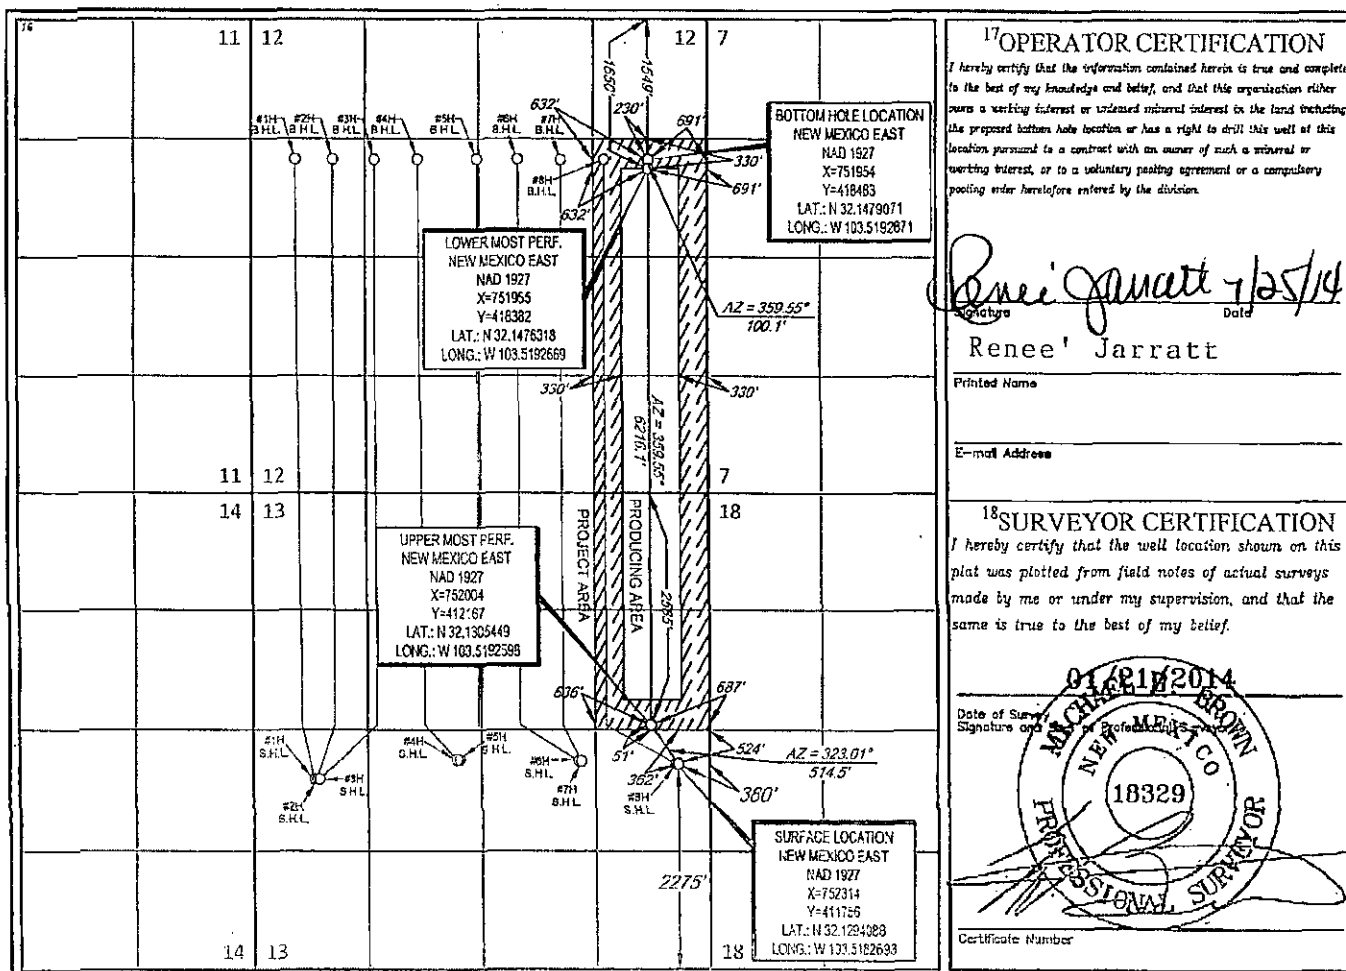 16
11 12
12 7
1650'
1549'
632'
230'
691'
330'
691'
632'
#1H
B.H.L.
#2H
B.H.L.
#3H
B.H.L.
#4H
B.H.L.
#5H
B.H.L.
#6H
B.H.L.
#7H
B.H.L.
#8H
B.H.L.
BOTTOM HOLE LOCATION
NEW MEXICO EAST
NAD 1927
X=751954
Y=418483
LAT.: N 32.1479071
LONG.: W 103.5192871
LOWER MOST PERF.
NEW MEXICO EAST
NAD 1927
X=751955
Y=418382
LAT.: N 32.1476318
LONG.: W 103.5192669
AZ = 359.55°
100.1'
330'
330'
AZ = 359.55°
6216.1'
11 12
7
14 13
18
PROJECT AREA
PRODUCING AREA
2585'
UPPER MOST PERF.
NEW MEXICO EAST
NAD 1927
X=752004
Y=412167
LAT.: N 32.1305449
LONG.: W 103.5192596
636'
687'
51'
524'
362'
360'
AZ = 323.01°
514.5'
#1H
S.H.L.
#2H
S.H.L.
#3H
S.H.L.
#4H
S.H.L.
#5H
S.H.L.
#6H
S.H.L.
#7H
S.H.L.
#8H
S.H.L.
2275'
SURFACE LOCATION
NEW MEXICO EAST
NAD 1927
X=752314
Y=411756
LAT.: N 32.1294088
LONG.: W 103.5182693
14 13
18
17 OPERATOR CERTIFICATION
I hereby certify that the information contained herein is true and complete
to the best of my knowledge and belief, and that this organization either
owns a working interest or unleased mineral interest in the land including
the proposed bottom hole location or has a right to drill this well at this
location pursuant to a contract with an owner of such a mineral or
working interest, or to a voluntary pooling agreement or a compulsory
pooling order heretofore entered by the division.
Renee' Jarratt 7/25/14
Signature Date
Renee' Jarratt
Printed Name
E-mail Address
18 SURVEYOR CERTIFICATION
I hereby certify that the well location shown on this
plat was plotted from field notes of actual surveys
made by me or under my supervision, and that the
same is true to the best of my belief.
01/21/2014
Date of Survey
Signature and of Professional Surveyor
MICHAEL BROWN
NEW MEXICO
18329
PROFESSIONAL SURVEYOR
Certificate Number